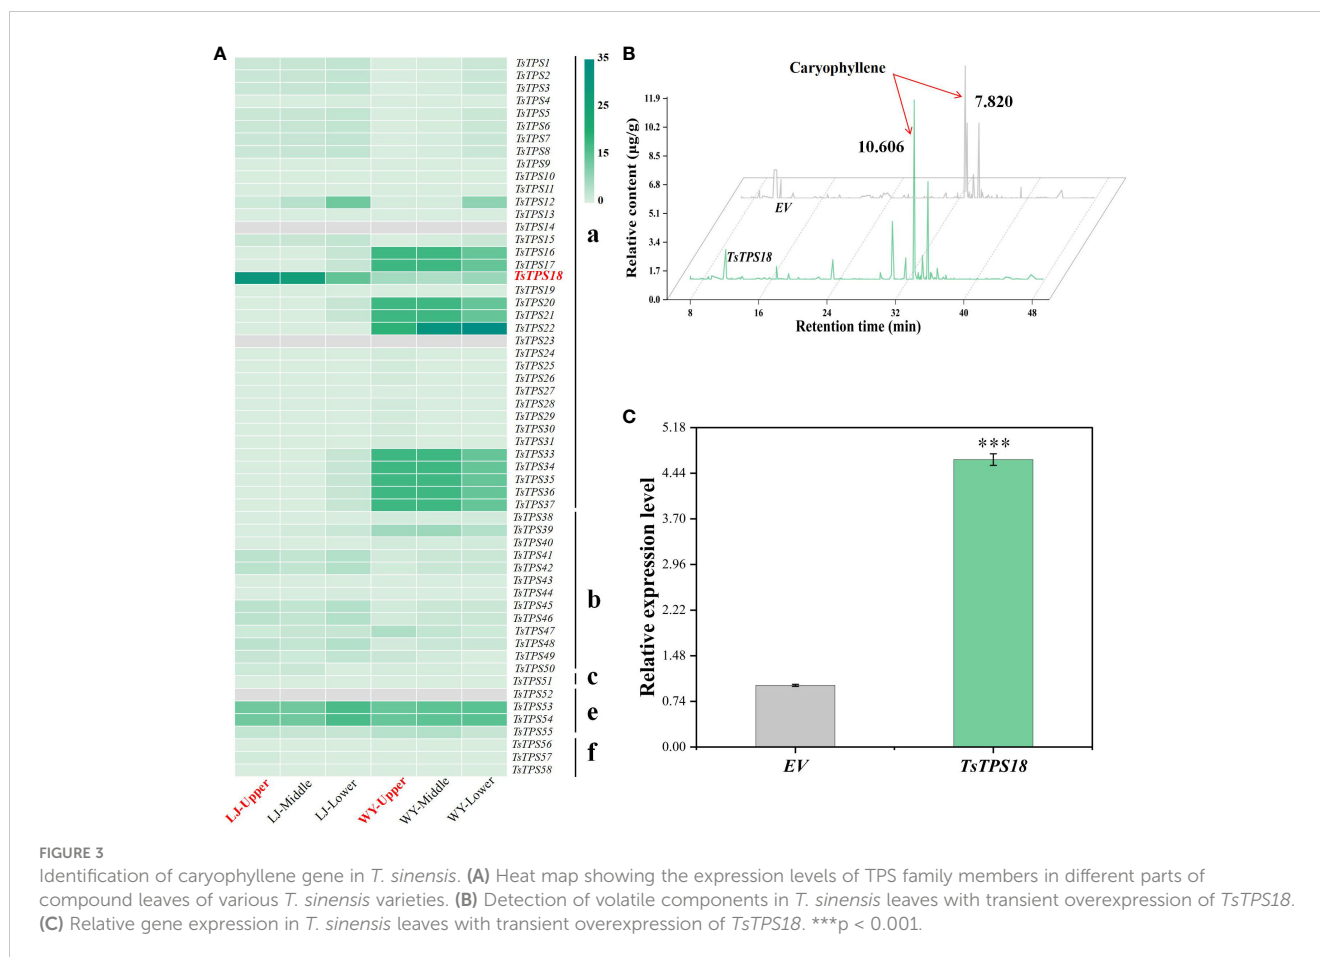 A
TsTPS1
TsTPS2
TsTPS3
TsTPS4
TsTPS5
TsTPS6
TsTPS7
TsTPS8
TsTPS9
TsTPS10
TsTPS11
TsTPS12
TsTPS13
TsTPS14
TsTPS15
TsTPS16
TsTPS17
TsTPS18
TsTPS19
TsTPS20
TsTPS21
TsTPS22
TsTPS23
TsTPS24
TsTPS25
TsTPS26
TsTPS27
TsTPS28
TsTPS29
TsTPS30
TsTPS31
TsTPS33
TsTPS34
TsTPS35
TsTPS36
TsTPS37
TsTPS38
TsTPS39
TsTPS40
TsTPS41
TsTPS42
TsTPS43
TsTPS44
TsTPS45
TsTPS46
TsTPS47
TsTPS48
TsTPS49
TsTPS50
TsTPS51
TsTPS52
TsTPS53
TsTPS54
TsTPS55
TsTPS56
TsTPS57
TsTPS58
LJ-Upper
LJ-Middle
LJ-Lower
WY-Upper
WY-Middle
WY-Lower
35
25
15
5
0
a
b
c
e
f
B
Caryophyllene
7.820
10.606
EV
TsTPS18
Relative content (μg/g)
11.9
10.2
8.5
6.8
5.1
3.4
1.7
0.0
8
16
24
32
40
48
Retention time (min)
C
Relative expression level
5.18
4.44
3.70
2.96
2.22
1.48
0.74
0.00
***
EV
TsTPS18
FIGURE 3
Identification of caryophyllene gene in T. sinensis. (A) Heat map showing the expression levels of TPS family members in different parts of
compound leaves of various T. sinensis varieties. (B) Detection of volatile components in T. sinensis leaves with transient overexpression of TsTPS18.
(C) Relative gene expression in T. sinensis leaves with transient overexpression of TsTPS18. ***p < 0.001.